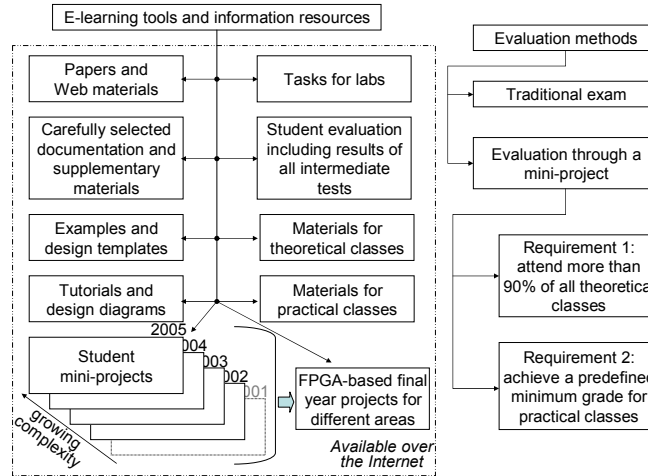 E-learning tools and information resources
Papers and
Web materials
Tasks for labs
Carefully selected
documentation and
supplementary
materials
Student evaluation
including results of
all intermediate
tests
Examples and
design templates
Materials for
theoretical classes
Tutorials and
design diagrams
Materials for
practical classes
2005
004
003
002
001
Student
mini-projects
growing
complexity
FPGA-based final
year projects for
different areas
Available over
the Internet
Evaluation methods
Traditional exam
Evaluation through a
mini-project
Requirement 1:
attend more than
90% of all theoretical
classes
Requirement 2:
achieve a predefined
minimum grade for
practical classes